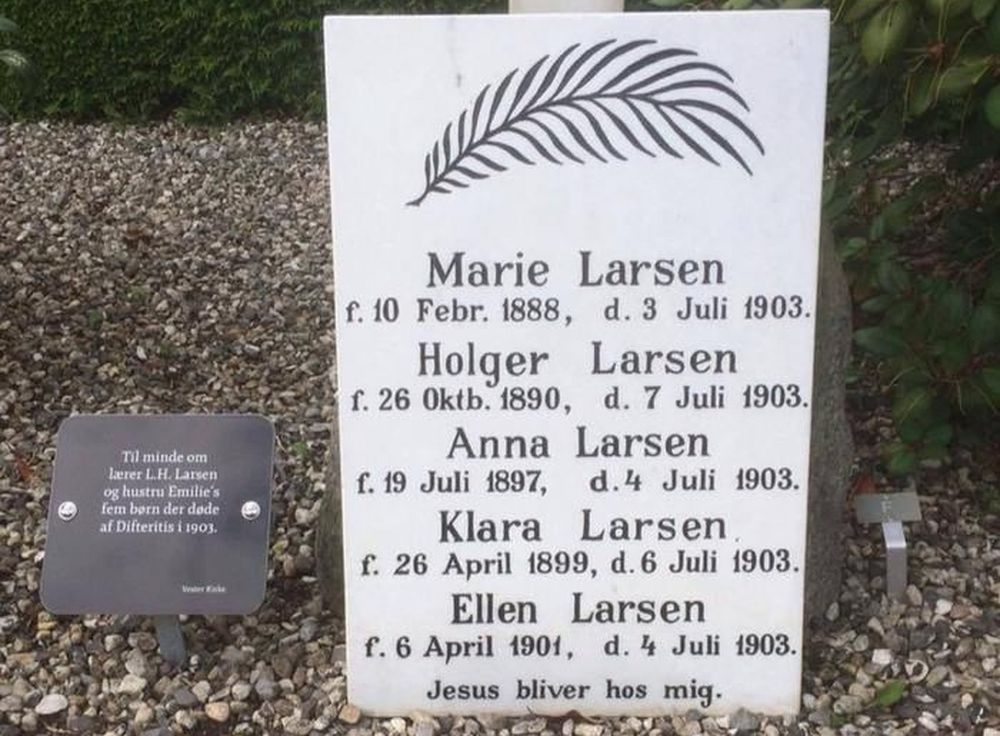 Marie Larsen
f. 10 Febr. 1888, d. 3 Juli 1903.
Holger Larsen
f. 26 Oktb. 1890, d. 7 Juli 1903.
Anna Larsen
f. 19 Juli 1897, d. 4 Juli 1903.
Klara Larsen.
f. 26 April 1899, d. 6 Juli 1903.
Ellen Larsen
f. 6 April 1901, d. 4 Juli 1903.
Jesus bliver hos mig.
Til minde om
lærer L.H. Larsen
og hustru Emilie's
fem børn der døde
af Difteritis i 1903.
Vester Kirke